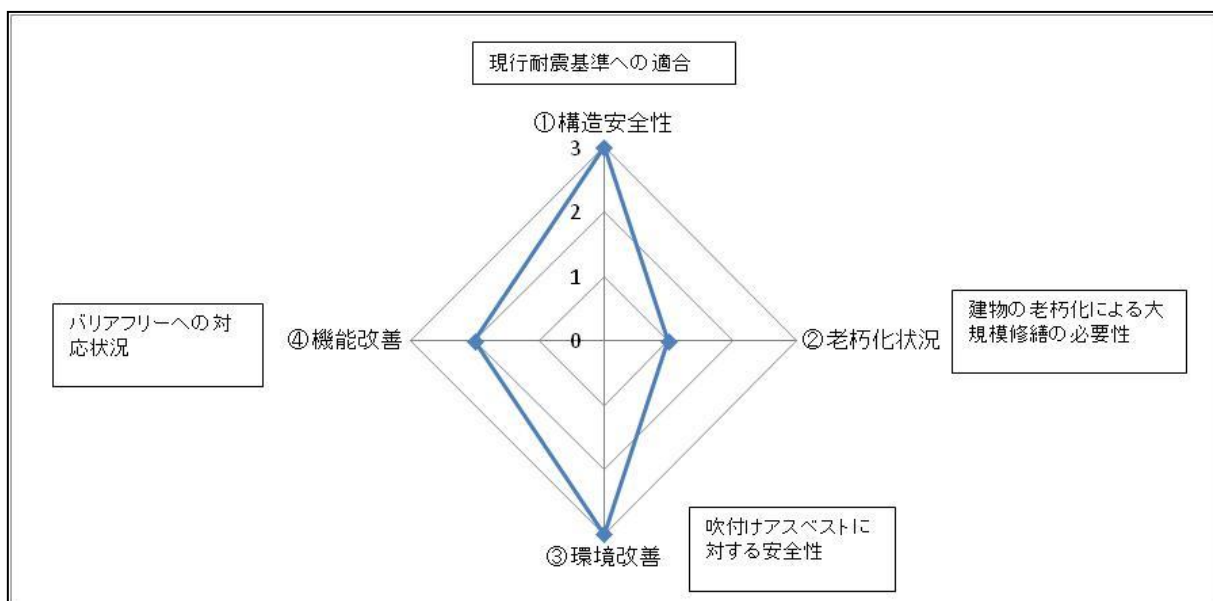 現行耐震基準への適合
①構造安全性
3
2
1
0
バリアフリーへの対
応状況
④機能改善
②老朽化状況
建物の老朽化による大
規模修繕の必要性
吹付けアスベストに
対する安全性
③環境改善